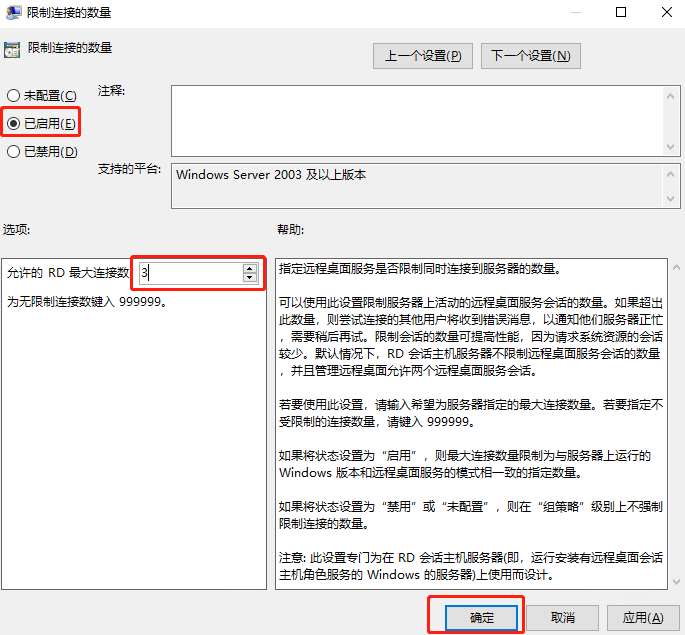 限制连接的数量
限制连接的数量
上一个设置(P)
下一个设置(N)
未配置(C)
注释:
已启用(E)
已禁用(D)
支持的平台:
Windows Server 2003 及以上版本
选项:
帮助:
允许的 RD 最大连接数
3
为无限制连接数键入 999999。
指定远程桌面服务是否限制同时连接到服务器的数量。
可以使用此设置限制服务器上活动的远程桌面服务会话的数量。如果超出
此数量，则尝试连接的其他用户将收到错误消息，以通知他们服务器正忙
，需要稍后再试。限制会话的数量可提高性能，因为请求系统资源的会话
较少。默认情况下，RD 会话主机服务器不限制远程桌面服务会话的数量
，并且管理远程桌面允许两个远程桌面服务会话。
若要使用此设置，请输入希望为服务器指定的最大连接数量。若要指定不
受限制的连接数量，请键入 999999。
如果将状态设置为“启用”，则最大连接数量限制为与服务器上运行的
Windows 版本和远程桌面服务的模式相一致的指定数量。
如果将状态设置为“禁用”或“未配置”，则在“组策略”级别上不强制
限制连接的数量。
注意: 此设置专门为在 RD 会话主机服务器(即，运行安装有远程桌面会话
主机角色服务的 Windows 的服务器)上使用而设计。
确定
取消
应用(A)